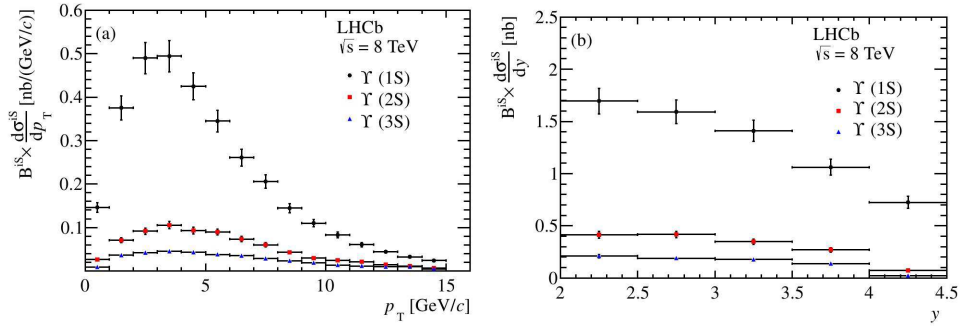 (a)
LHCb
√s = 8 TeV
ϒ (1S)
ϒ (2S)
ϒ (3S)
B^iS × dσ^iS/dp_T [nb/(GeV/c)]
0.6
0.5
0.4
0.3
0.2
0.1
0
5
10
15
p_T [GeV/c]
(b)
LHCb
√s = 8 TeV
ϒ (1S)
ϒ (2S)
ϒ (3S)
B^iS × dσ^iS/dy [nb]
2.5
2
1.5
1
0.5
0
2
2.5
3
3.5
4
4.5
y